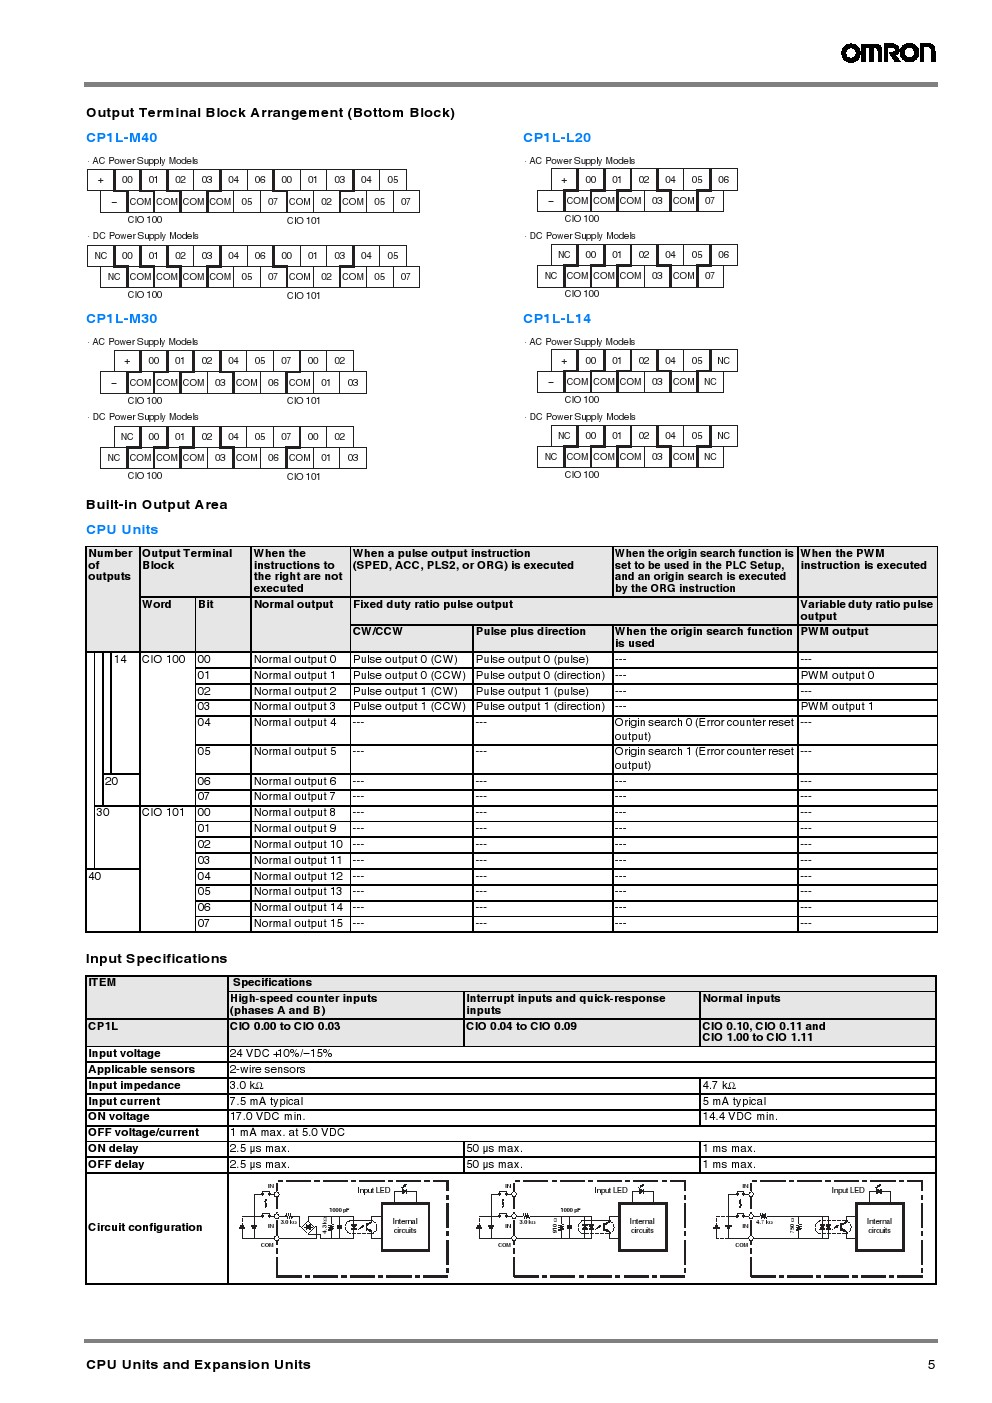 OMRON
Output Terminal Block Arrangement (Bottom Block)
CP1L-M40
· AC Power Supply Models
+ 00 01 02 03 04 06 00 01 03 04 05
− COM COM COM COM 05 07 COM 02 COM 05 07
CIO 100 CIO 101
· DC Power Supply Models
NC 00 01 02 03 04 06 00 01 03 04 05
NC COM COM COM COM 05 07 COM 02 COM 05 07
CIO 100 CIO 101
CP1L-M30
· AC Power Supply Models
+ 00 01 02 04 05 07 00 02
− COM COM COM 03 COM 06 COM 01 03
CIO 100 CIO 101
· DC Power Supply Models
NC 00 01 02 04 05 07 00 02
NC COM COM COM 03 COM 06 COM 01 03
CIO 100 CIO 101
CP1L-L20
· AC Power Supply Models
+ 00 01 02 04 05 06
− COM COM COM 03 COM 07
CIO 100
· DC Power Supply Models
NC 00 01 02 04 05 06
NC COM COM COM 03 COM 07
CIO 100
CP1L-L14
· AC Power Supply Models
+ 00 01 02 04 05 NC
− COM COM COM 03 COM NC
CIO 100
· DC Power Supply Models
NC 00 01 02 04 05 NC
NC COM COM COM 03 COM NC
CIO 100
Built-in Output Area
CPU Units
Number of outputs Output Terminal Block When the instructions to the right are not executed When a pulse output instruction (SPED, ACC, PLS2, or ORG) is executed When the origin search function is set to be used in the PLC Setup, and an origin search is executed by the ORG instruction When the PWM instruction is executed
Word Bit Normal output Fixed duty ratio pulse output Variable duty ratio pulse output
CW/CCW Pulse plus direction When the origin search function is used PWM output
14 CIO 100 00 Normal output 0 Pulse output 0 (CW) Pulse output 0 (pulse) --- ---
01 Normal output 1 Pulse output 0 (CCW) Pulse output 0 (direction) --- PWM output 0
02 Normal output 2 Pulse output 1 (CW) Pulse output 1 (pulse) --- ---
03 Normal output 3 Pulse output 1 (CCW) Pulse output 1 (direction) --- PWM output 1
04 Normal output 4 --- --- Origin search 0 (Error counter reset output) ---
05 Normal output 5 --- --- Origin search 1 (Error counter reset output) ---
20 06 Normal output 6 --- --- --- ---
07 Normal output 7 --- --- --- ---
30 CIO 101 00 Normal output 8 --- --- --- ---
01 Normal output 9 --- --- --- ---
02 Normal output 10 --- --- --- ---
03 Normal output 11 --- --- --- ---
40 04 Normal output 12 --- --- --- ---
05 Normal output 13 --- --- --- ---
06 Normal output 14 --- --- --- ---
07 Normal output 15 --- --- --- ---
Input Specifications
ITEM Specifications
High-speed counter inputs (phases A and B) Interrupt inputs and quick-response inputs Normal inputs
CP1L CIO 0.00 to CIO 0.03 CIO 0.04 to CIO 0.09 CIO 0.10, CIO 0.11 and CIO 1.00 to CIO 1.11
Input voltage 24 VDC +10%/−15%
Applicable sensors 2-wire sensors
Input impedance 3.0 kΩ 4.7 kΩ
Input current 7.5 mA typical 5 mA typical
ON voltage 17.0 VDC min. 14.4 VDC min.
OFF voltage/current 1 mA max. at 5.0 VDC
ON delay 2.5 µs max. 50 µs max. 1 ms max.
OFF delay 2.5 µs max. 50 µs max. 1 ms max.
Circuit configuration
IN Input LED 1000 pF 3.0 kΩ 4.3 kΩ IN COM Internal circuits
IN Input LED 1000 pF 3.0 kΩ 910 Ω IN COM Internal circuits
IN Input LED 4.7 kΩ 750 Ω IN COM Internal circuits
CPU Units and Expansion Units 5